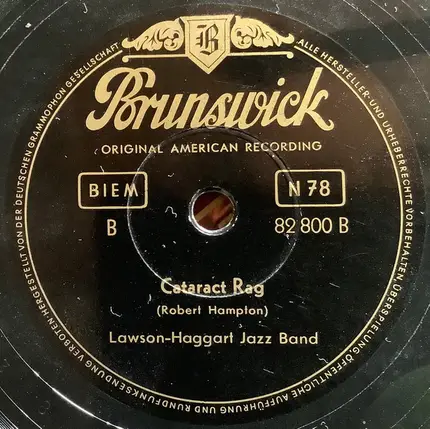 B
Brunswick
ORIGINAL AMERICAN RECORDING
BIEM
N 78
B
82 800 B
Cataract Rag
(Robert Hampton)
Lawson-Haggart Jazz Band
ALLE HERSTELLER- UND URHEBERRECHTE VORBEHALTEN, ÜBERSPIELUNG, ÖFFENTLICHE AUFFÜHRUNG UND RUNDFUNKSENDUNG VERBOTEN HERGESTELLT VON DER DEUTSCHEN GRAMMOPHON GESELLSCHAFT